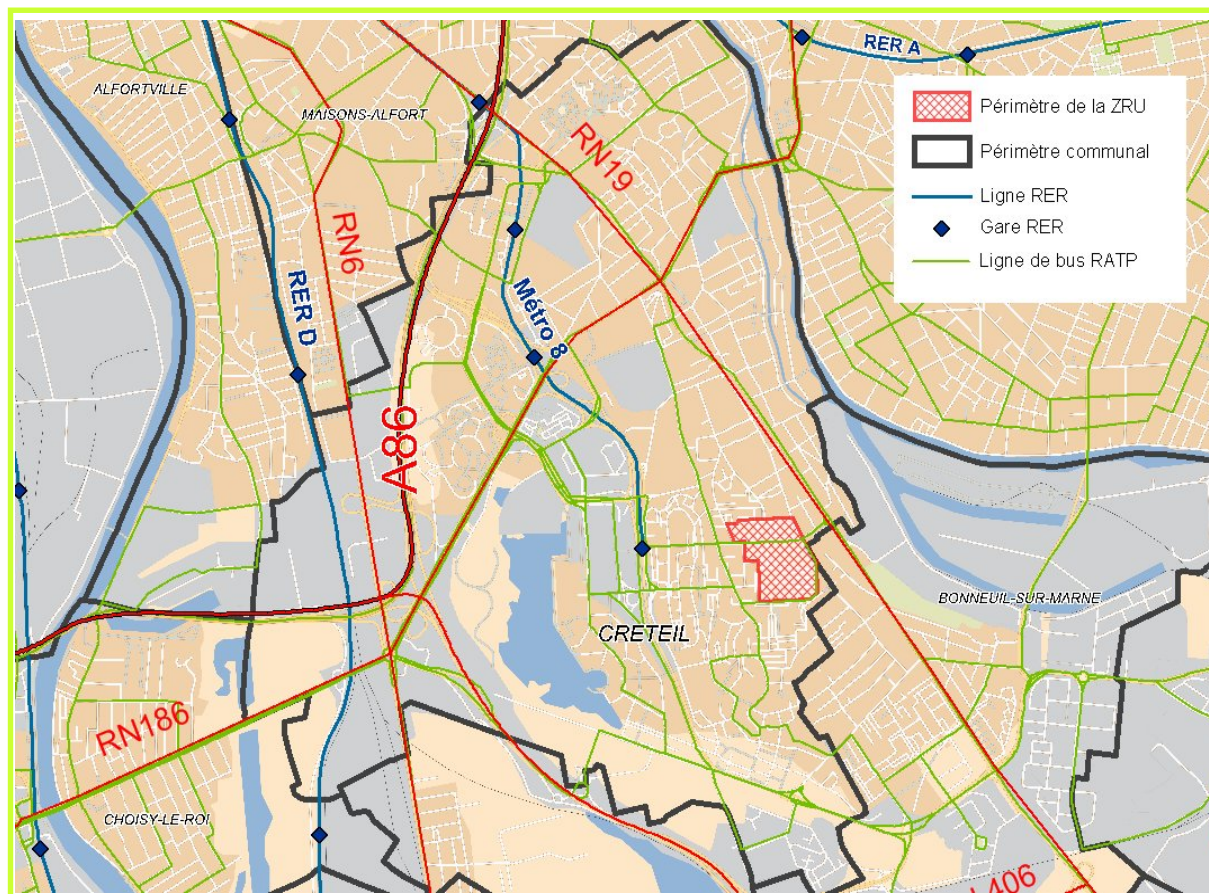 RER A
ALFORTVILLE
MAISONS-ALFORT
Périmètre de la ZRU
Périmètre communal
Ligne RER
Gare RER
Ligne de bus RATP
RN19
RN6
RER D
Métro 8
A86
BONNEUIL-SUR-MARNE
CRETEIL
RN186
CHOISY-LE-ROI
406